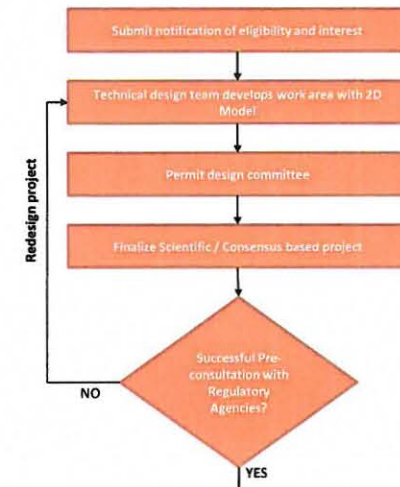 Submit notification of eligibility and interest
Technical design team develops work area with 2D
Model
Permit design committee
Finalize Scientific / Consensus based project
Redesign project
Successful Pre-
consultation with
Regulatory
Agencies?
NO
YES